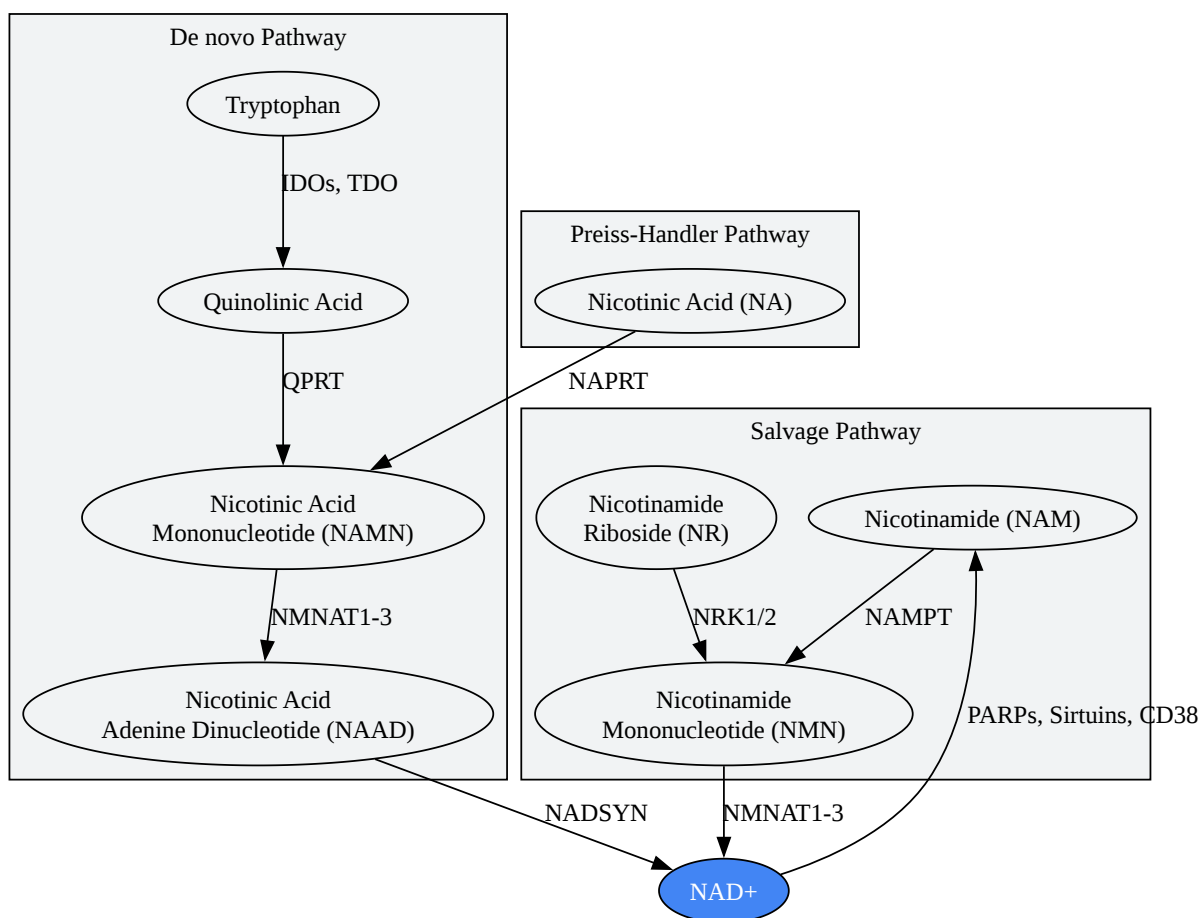 De novo Pathway
Tryptophan
IDOs, TDO
Quinolinic Acid
QPRT
Nicotinic Acid
Mononucleotide (NAMN)
NMNAT1-3
Nicotinic Acid
Adenine Dinucleotide (NAAD)
NADSYN
Preiss-Handler Pathway
Nicotinic Acid (NA)
NAPRT
Salvage Pathway
Nicotinamide
Riboside (NR)
Nicotinamide (NAM)
NRK1/2
NAMPT
Nicotinamide
Mononucleotide (NMN)
PARPs, Sirtuins, CD38
NMNAT1-3
NAD+